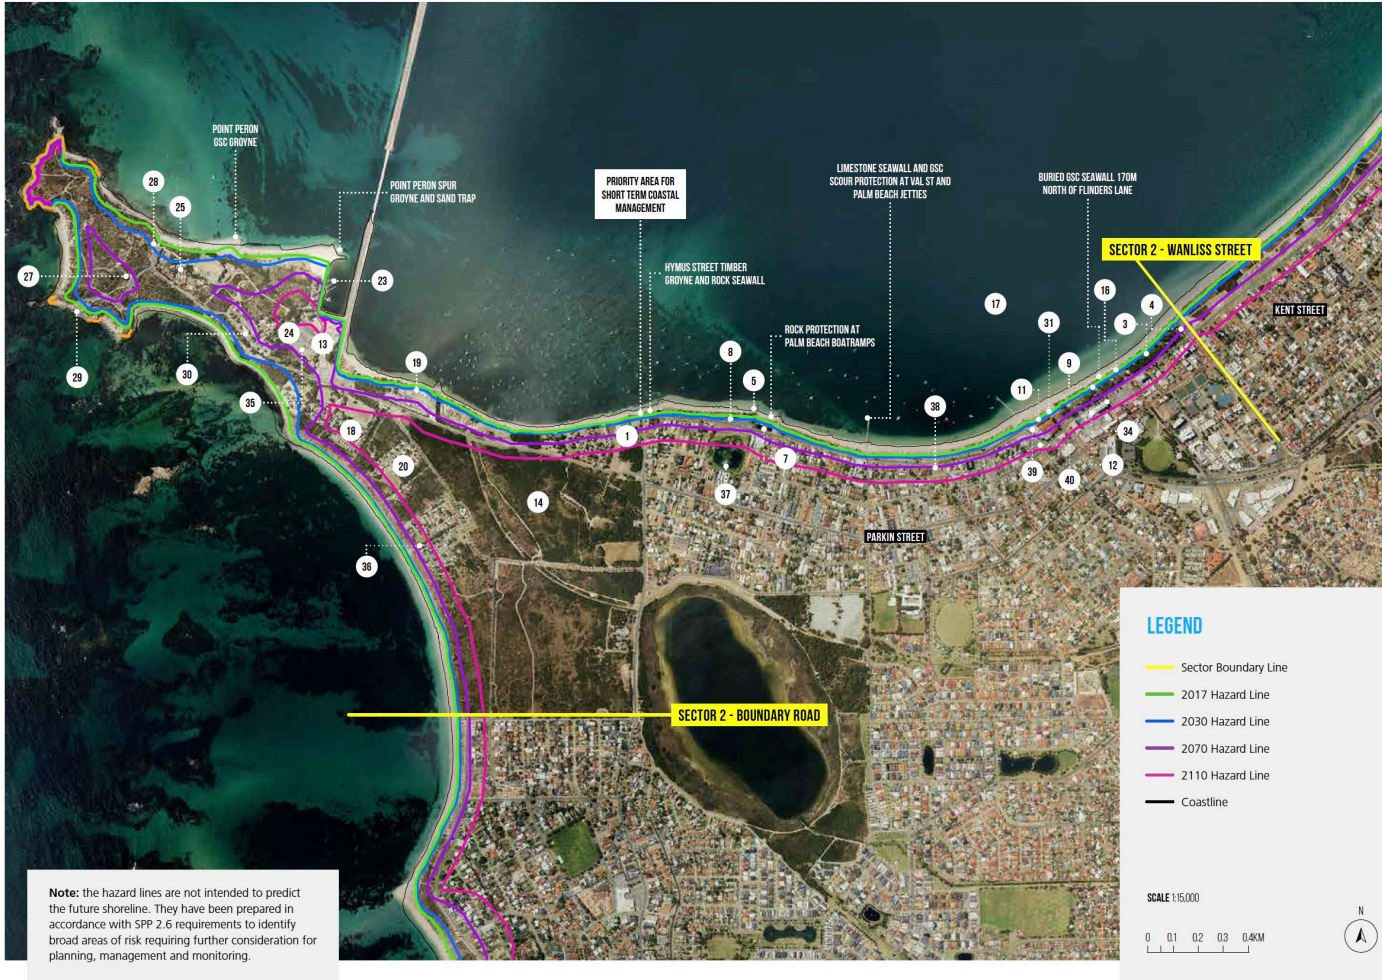 POINT PERON
GSC GROYNE
28
25
27
29
30
POINT PERON SPUR
GROYNE AND SAND TRAP
23
24
13
19
35
18
20
36
PRIORITY AREA FOR
SHORT TERM COASTAL
MANAGEMENT
HYMUS STREET TIMBER
GROYNE AND ROCK SEAWALL
ROCK PROTECTION AT
PALM BEACH BOATRAMPS
8
5
1
7
37
14
LIMESTONE SEAWALL AND GSC
SCOUR PROTECTION AT VAL ST AND
PALM BEACH JETTIES
38
BURIED GSC SEAWALL 170M
NORTH OF FLINDERS LANE
SECTOR 2 - WANLISS STREET
17
16
4
31
3
9
11
KENT STREET
34
39
12
40
PARKIN STREET
SECTOR 2 - BOUNDARY ROAD
LEGEND
Sector Boundary Line
2017 Hazard Line
2030 Hazard Line
2070 Hazard Line
2110 Hazard Line
Coastline
SCALE 1:15,000
0 0.1 0.2 0.3 0.4KM
N
Note: the hazard lines are not intended to predict
the future shoreline. They have been prepared in
accordance with SPP 2.6 requirements to identify
broad areas of risk requiring further consideration for
planning, management and monitoring.